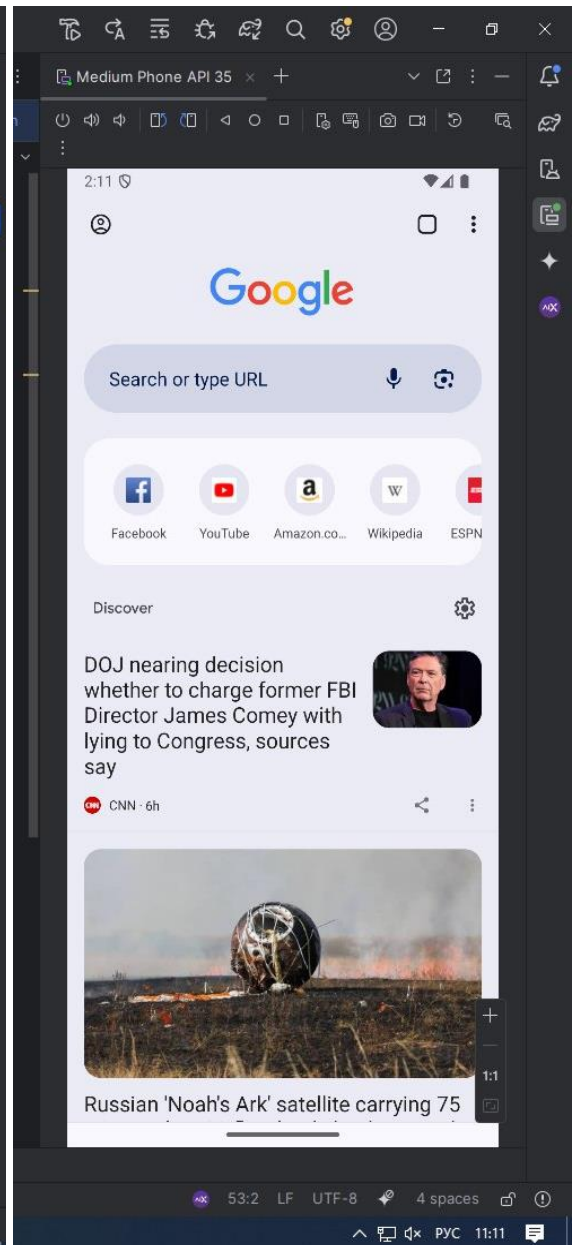 Medium Phone API 35
2:11
Google
Search or type URL
Facebook
YouTube
Amazon.co...
Wikipedia
ESPN
Discover
DOJ nearing decision
whether to charge former FBI
Director James Comey with
lying to Congress, sources
say
CNN · 6h
1:1
Russian 'Noah's Ark' satellite carrying 75
53:2 LF UTF-8 4 spaces
РУС 11:11